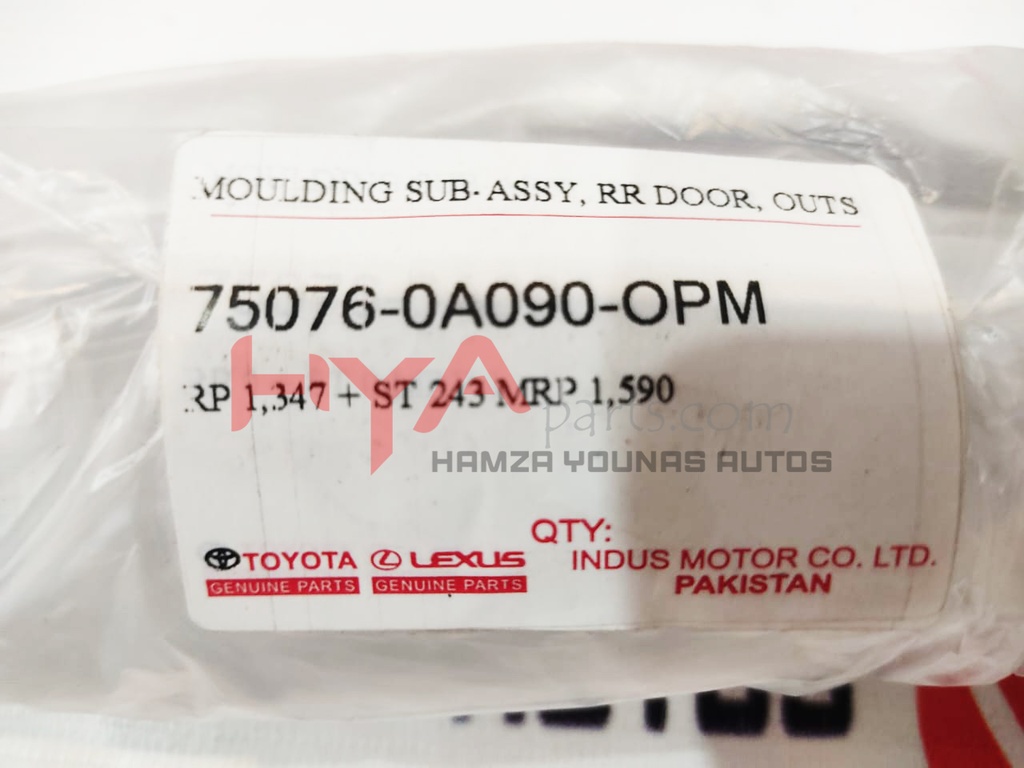 MOULDING SUB-ASSY, RR DOOR, OUTS
75076-0A090-OPM
RP 1,347 + ST 243 MRP 1,590
HYA parts.com
HAMZA YOUNAS AUTOS
QTY:
TOYOTA LEXUS INDUS MOTOR CO. LTD.
GENUINE PARTS GENUINE PARTS PAKISTAN